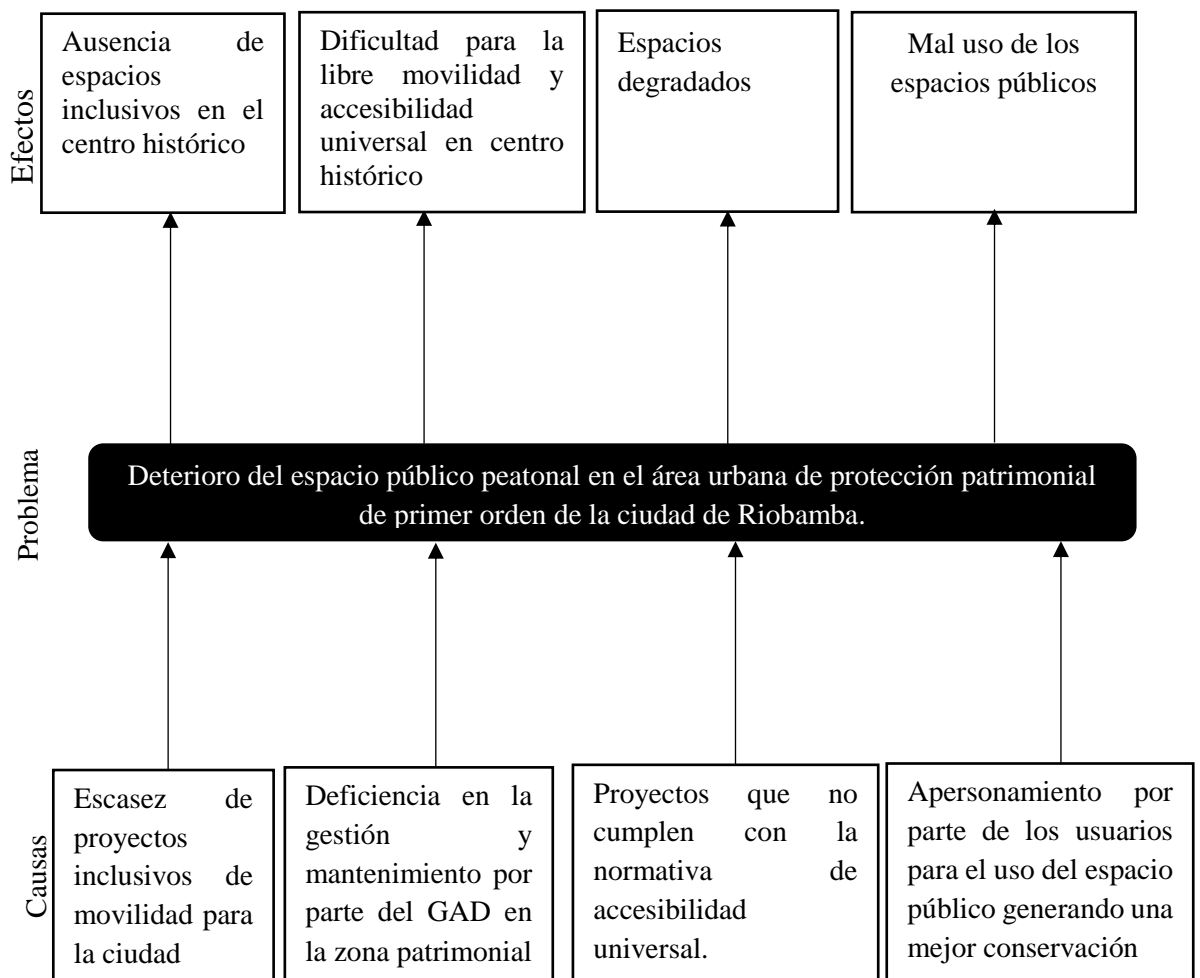 Efectos
Ausencia de
espacios
inclusivos en el
centro histórico
Dificultad para la
libre movilidad y
accesibilidad
universal en centro
histórico
Espacios
degradados
Mal uso de los
espacios públicos
Problema
Deterioro del espacio público peatonal en el área urbana de protección patrimonial
de primer orden de la ciudad de Riobamba.
Causas
Escasez de
proyectos
inclusivos de
movilidad para
la ciudad
Deficiencia en la
gestión y
mantenimiento por
parte del GAD en
la zona patrimonial
Proyectos que no
cumplen con la
normativa de
accesibilidad
universal.
Apersonamiento por
parte de los usuarios
para el uso del espacio
público generando una
mejor conservación